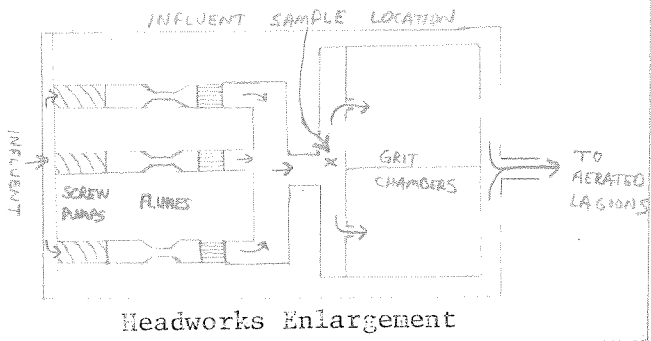 INFLUENT SAMPLE LOCATION
INFLUENT
SCREW
PUMPS
FLUMES
X
GRIT
CHAMBERS
TO
AERATED
LAGOONS
Headworks Enlargement